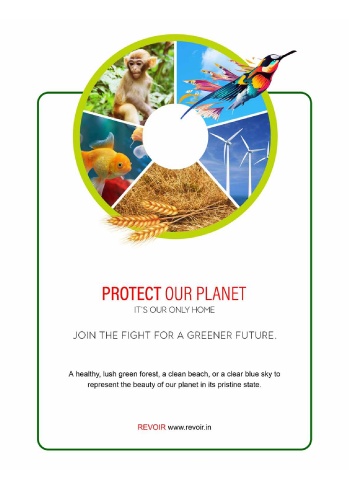 PROTECT OUR PLANET
IT'S OUR ONLY HOME
JOIN THE FIGHT FOR A GREENER FUTURE.
A healthy, lush green forest, a clean beach, or a clear blue sky to
represent the beauty of our planet in its pristine state.
REVOIR www.revoir.in